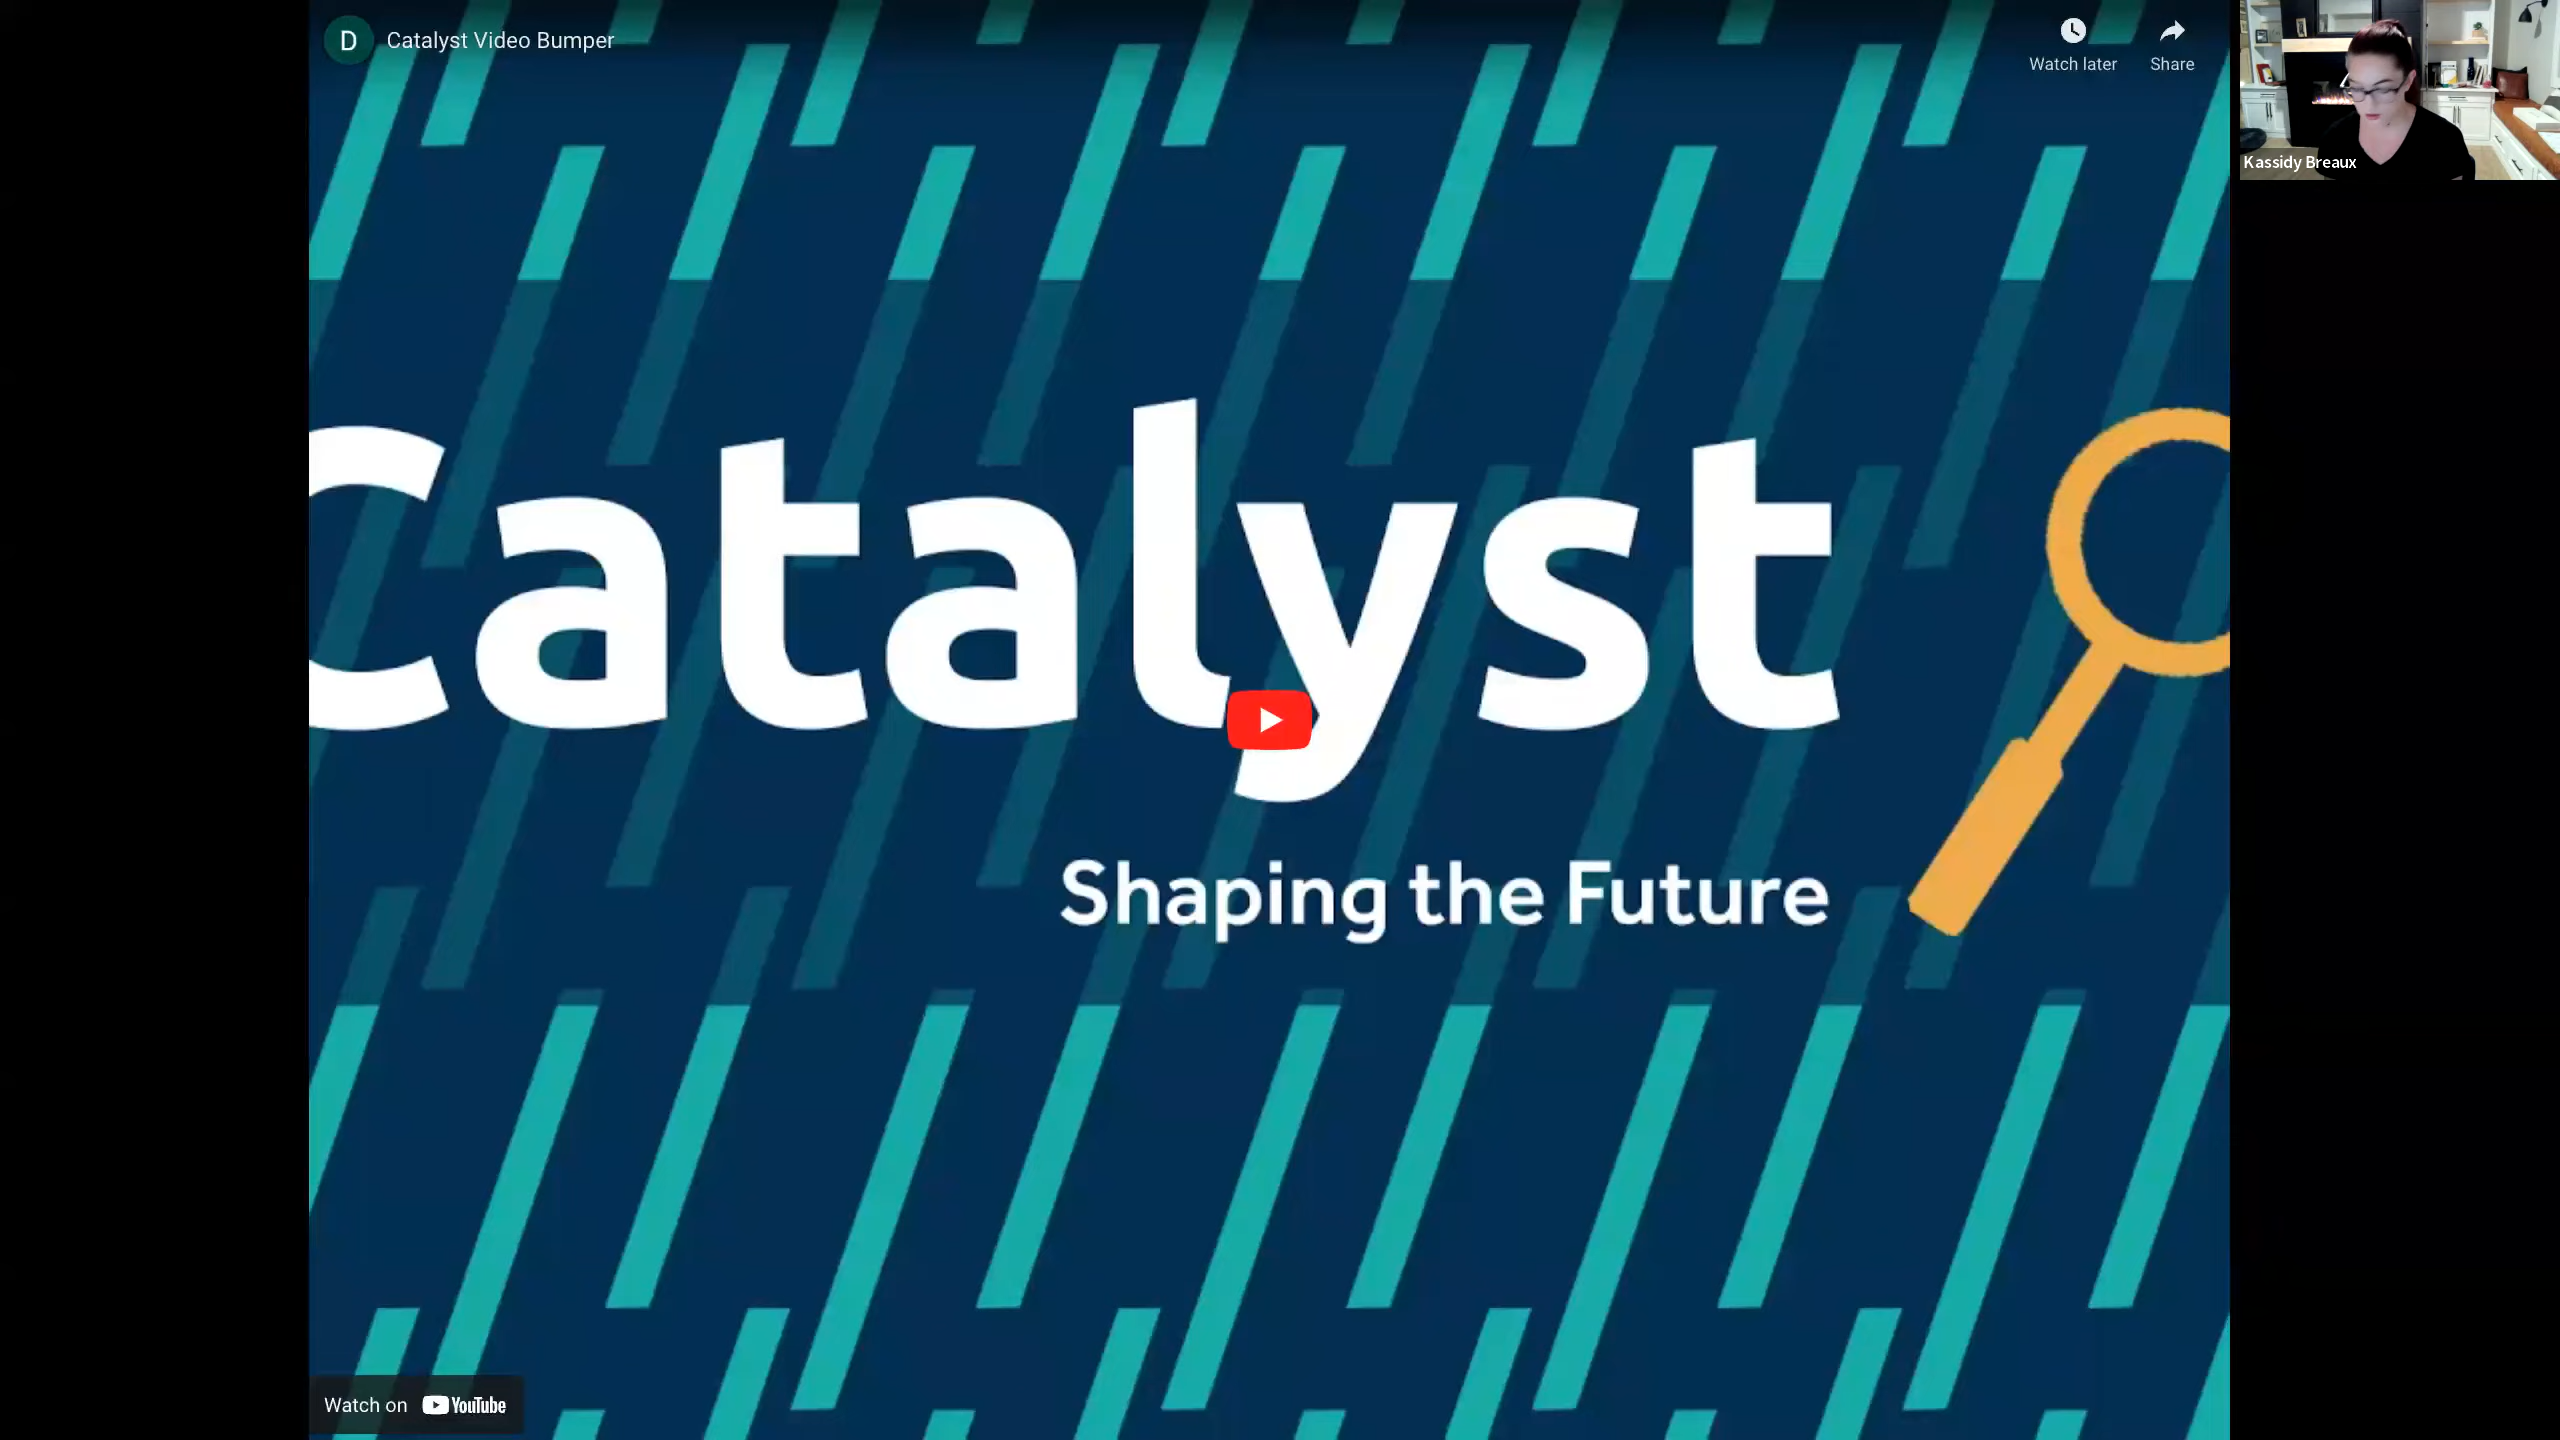 D
Catalyst Video Bumper
Watch later
Share
Kassidy Breaux
Catalyst
Shaping the Future
Watch on YouTube